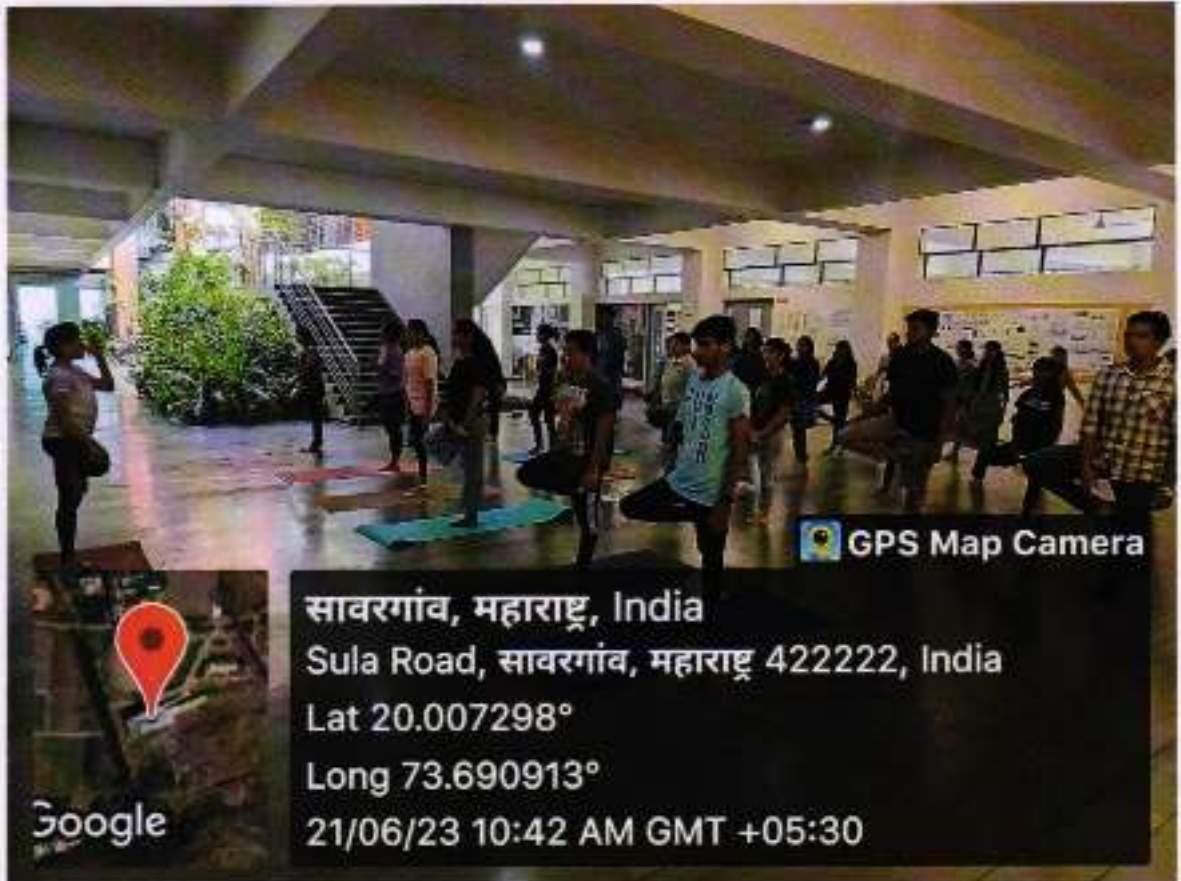 GPS Map Camera
सावरगांव, महाराष्ट्र, India
Sula Road, सावरगांव, महाराष्ट्र 422222, India
Lat 20.007298°
Long 73.690913°
21/06/23 10:42 AM GMT +05:30
Google